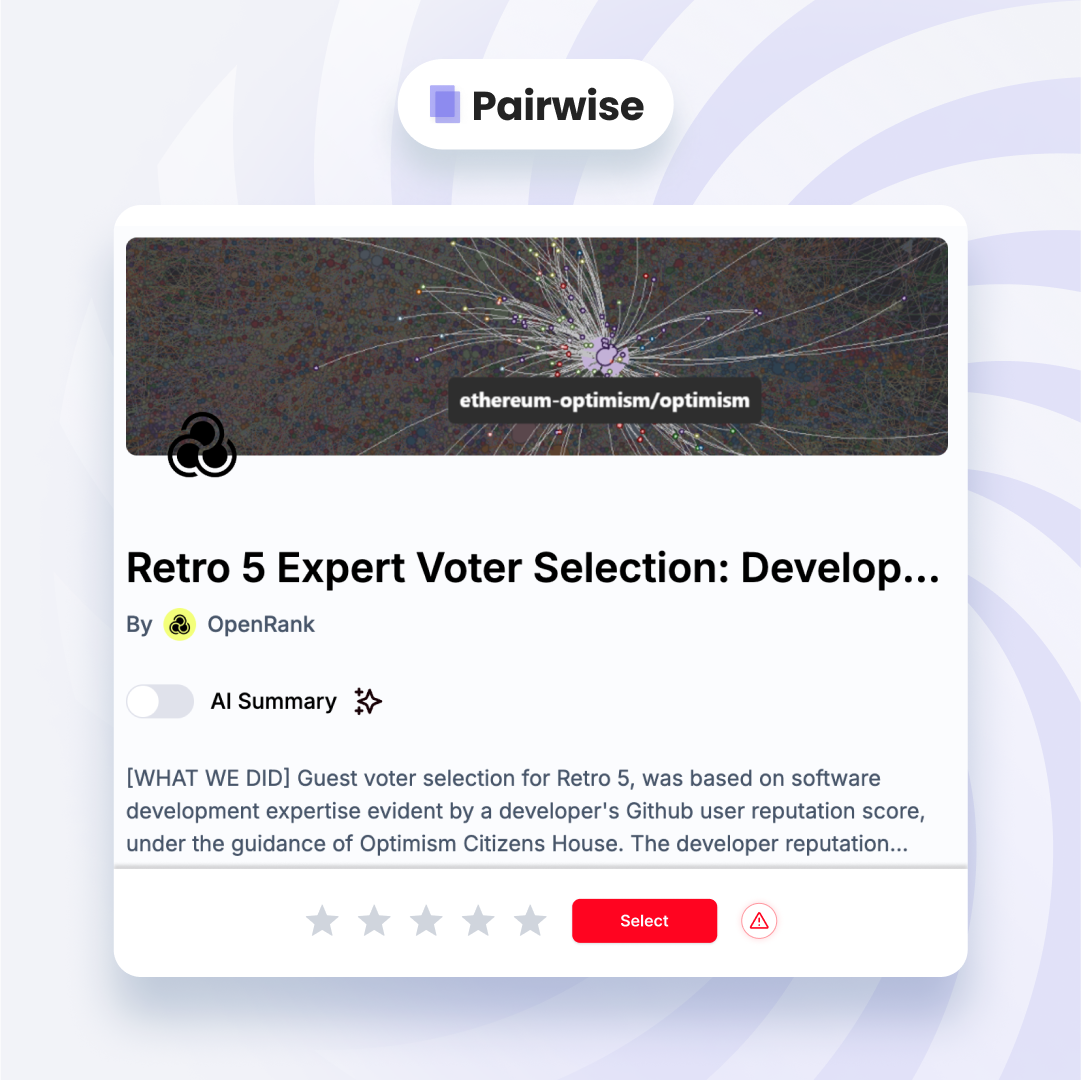 Pairwise
ethereum-optimism/optimism
Retro 5 Expert Voter Selection: Develop...
By OpenRank
AI Summary
[WHAT WE DID] Guest voter selection for Retro 5, was based on software
development expertise evident by a developer's Github user reputation score,
under the guidance of Optimism Citizens House. The developer reputation...
Select